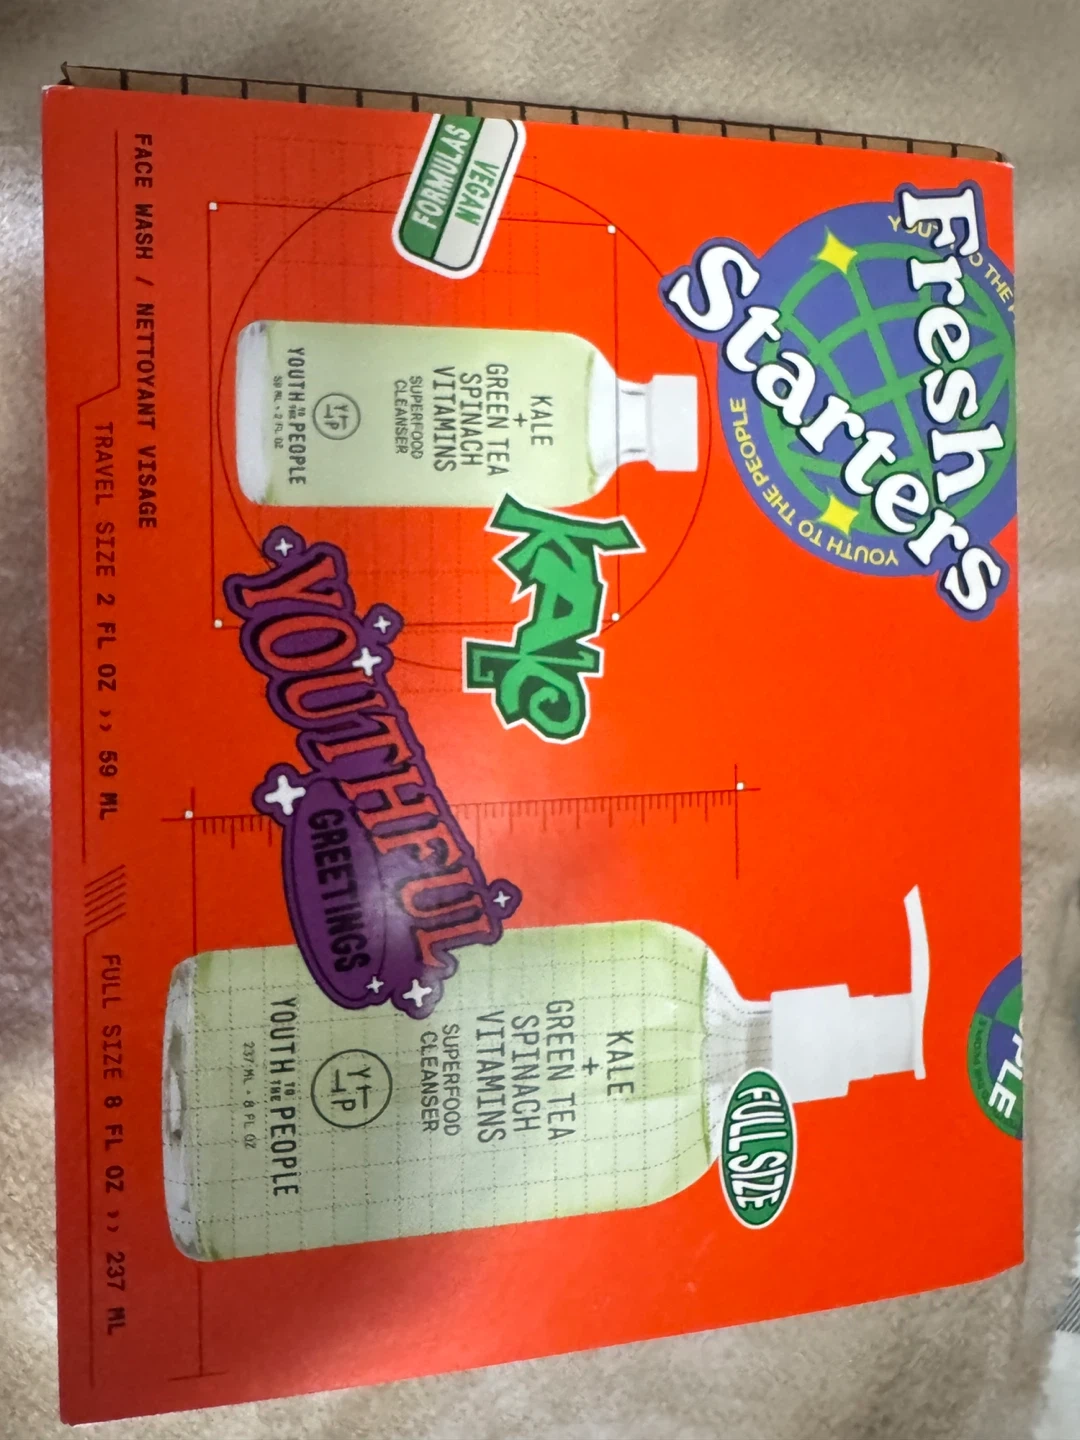 Fresh
Starters
YOUTH TO THE PEOPLE
VEGAN
FORMULAS
KALE
+
GREEN TEA
SPINACH
VITAMINS
SUPERFOOD
CLEANSER
YTTP
YOUTH TO THE PEOPLE
59 ML • 2 FL OZ
KALE
YOUTHFUL
GREETINGS
FULL SIZE
KALE
+
GREEN TEA
SPINACH
VITAMINS
SUPERFOOD
CLEANSER
YTTP
YOUTH TO THE PEOPLE
237 ML • 8 FL OZ
FACE WASH / NETTOYANT VISAGE
TRAVEL SIZE 2 FL OZ >> 59 ML
FULL SIZE 8 FL OZ >> 237 ML